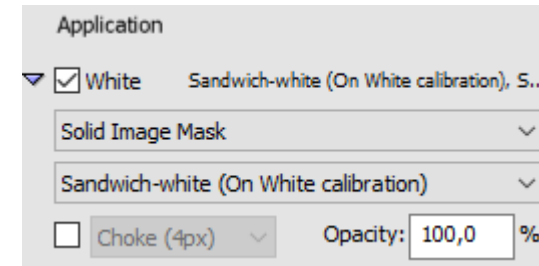 Application
White Sandwich-white (On White calibration), S..
Solid Image Mask
Sandwich-white (On White calibration)
Choke (4px) Opacity: 100,0 %